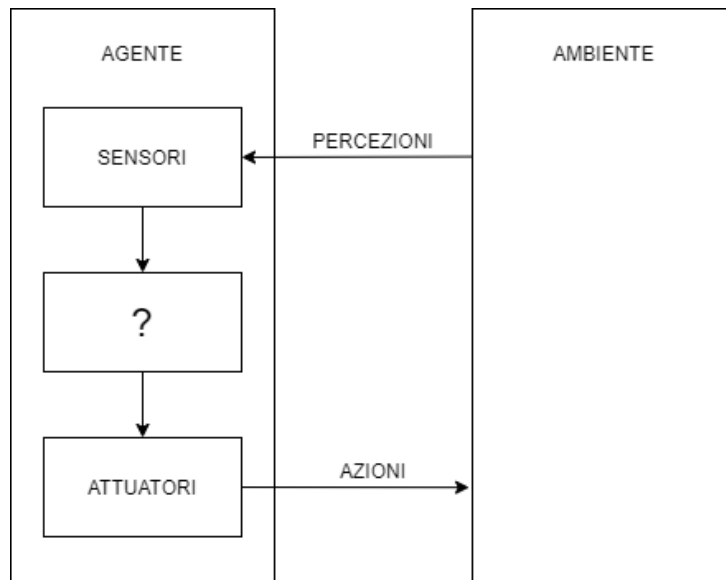 AGENTE
AMBIENTE
PERCEZIONI
SENSORI
?
AZIONI
ATTUATORI